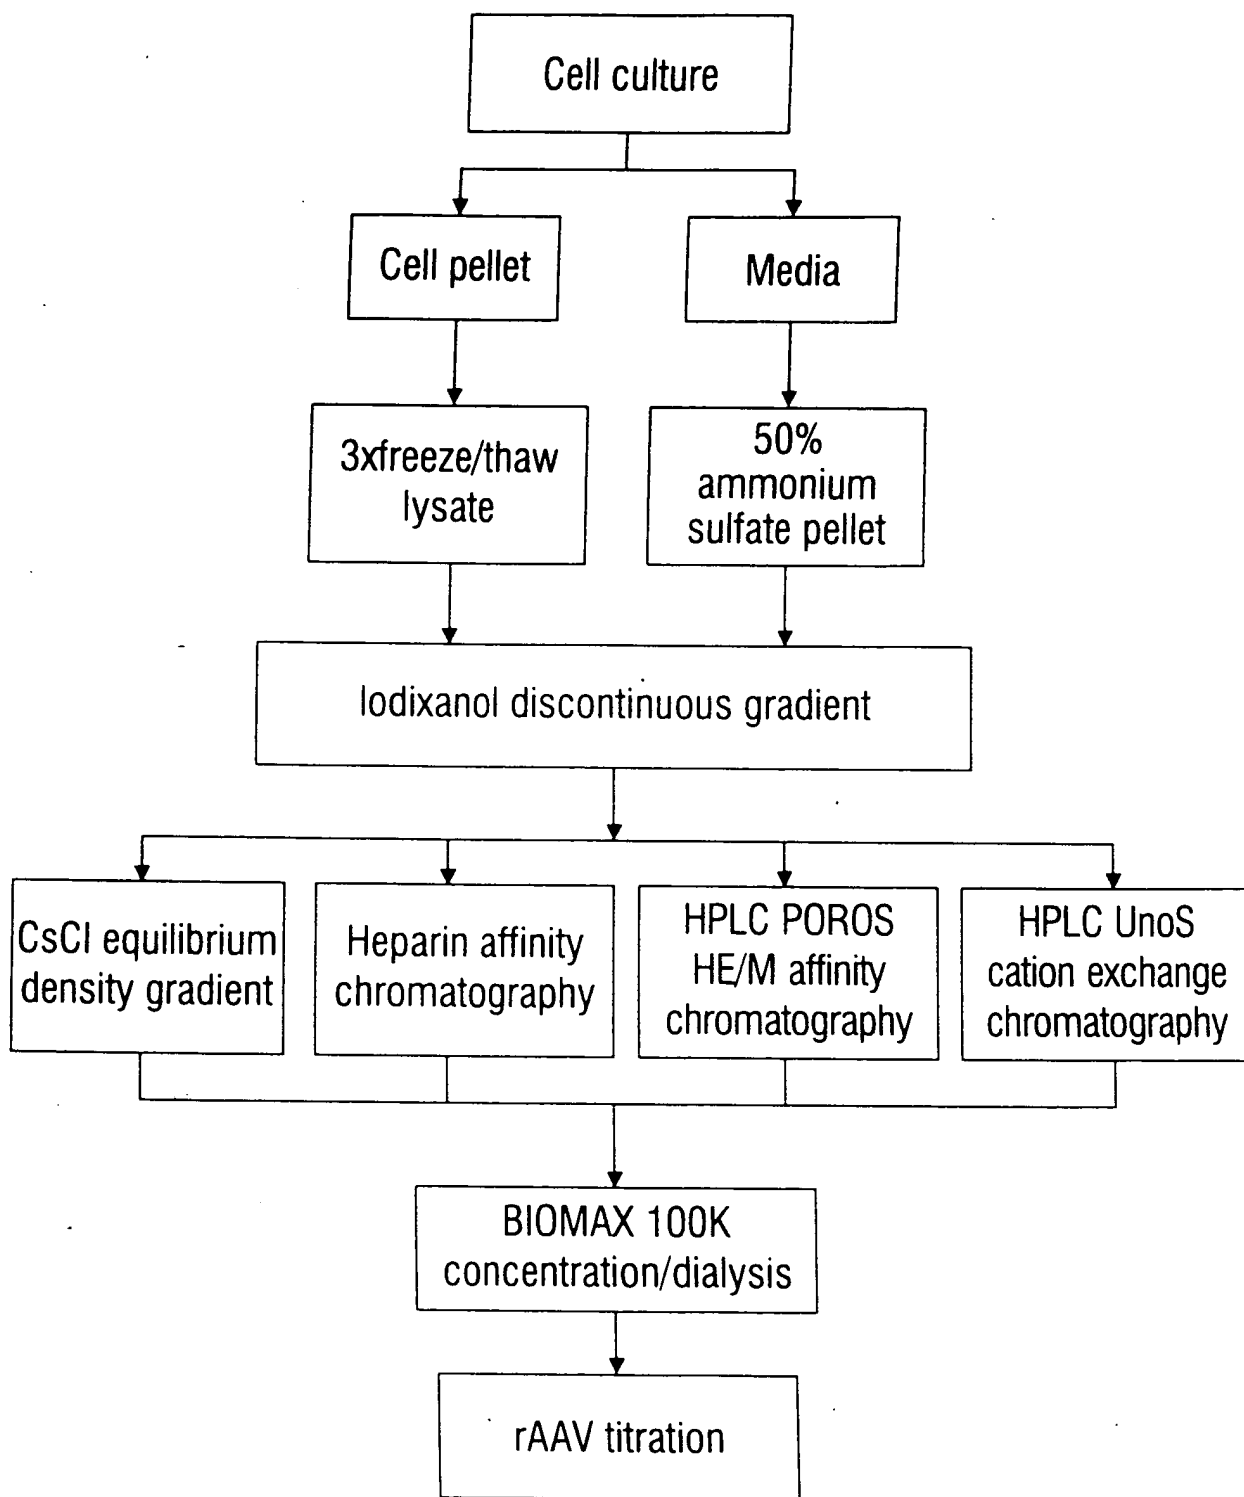 Cell culture
Cell pellet
Media
3xfreeze/thaw
lysate
50%
ammonium
sulfate pellet
Iodixanol discontinuous gradient
CsCl equilibrium
density gradient
Heparin affinity
chromatography
HPLC POROS
HE/M affinity
chromatography
HPLC UnoS
cation exchange
chromatography
BIOMAX 100K
concentration/dialysis
rAAV titration